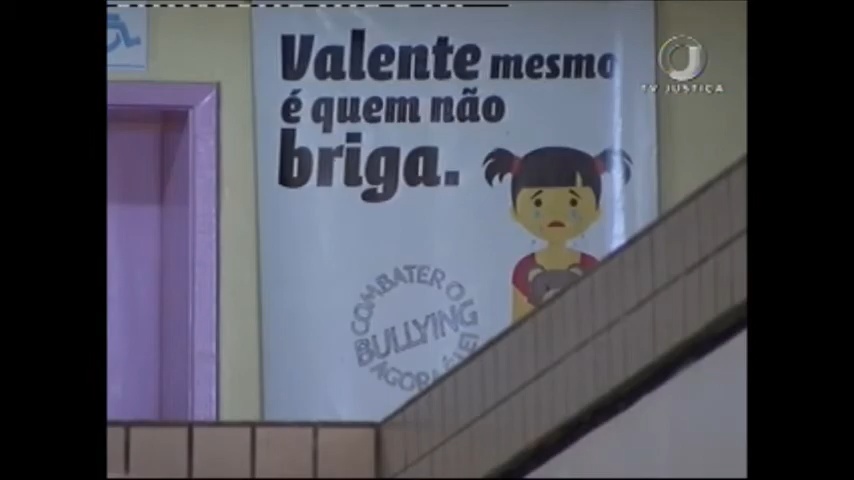 Valente mesmo
é quem não
briga.
TV JUSTIÇA
COMBATER O
BULLYING
AGORA É LEI